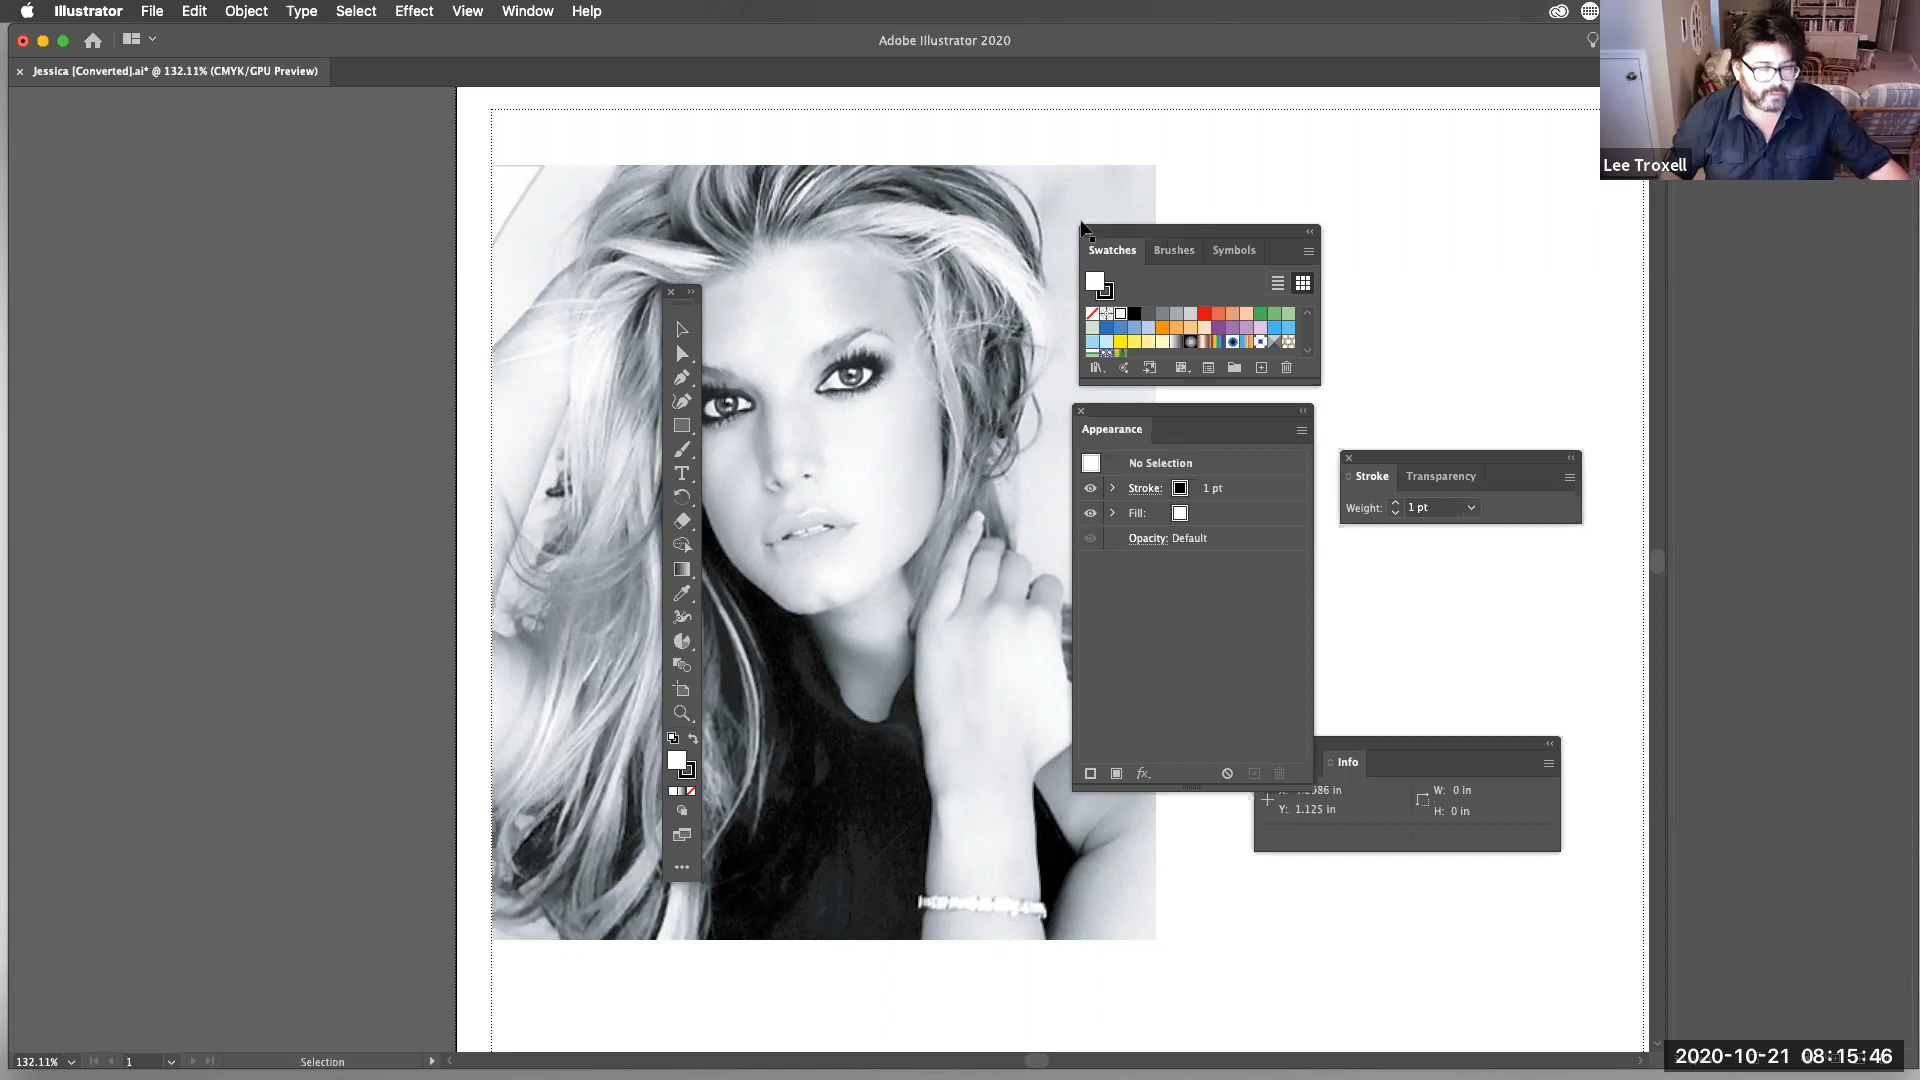 Illustrator File Edit Object Type Select Effect View Window Help
Adobe Illustrator 2020
Jessica [Converted].ai* @ 132.11% (CMYK/GPU Preview)
Lee Troxell
Swatches Brushes Symbols
Appearance
No Selection
Stroke: 1 pt
Fill:
Opacity: Default
Stroke Transparency
Weight: 1 pt
Info
W: 0 in
Y: 1.125 in H: 0 in
132.11% 1 Selection
2020-10-21 08:15:46